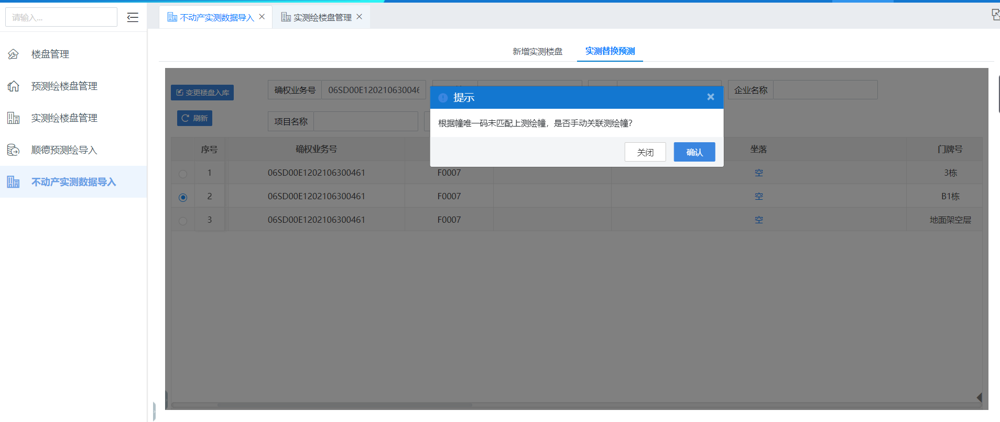 请输入...
不动产实测数据导入
实测绘楼盘管理
楼盘管理
预测绘楼盘管理
实测绘楼盘管理
顺德预测绘导入
不动产实测数据导入
新增实测楼盘
实测替换预测
变更楼盘入库
确权业务号 06SD00E12021063004
企业名称
刷新
项目名称
提示
根据幢唯一码未匹配上测绘幢，是否手动关联测绘幢?
关闭
确认
序号 确权业务号 坐落 门牌号
1 06SD00E1202106300461 F0007 空 3栋
2 06SD00E1202106300461 F0007 空 B1栋
3 06SD00E1202106300461 F0007 空 地面架空层